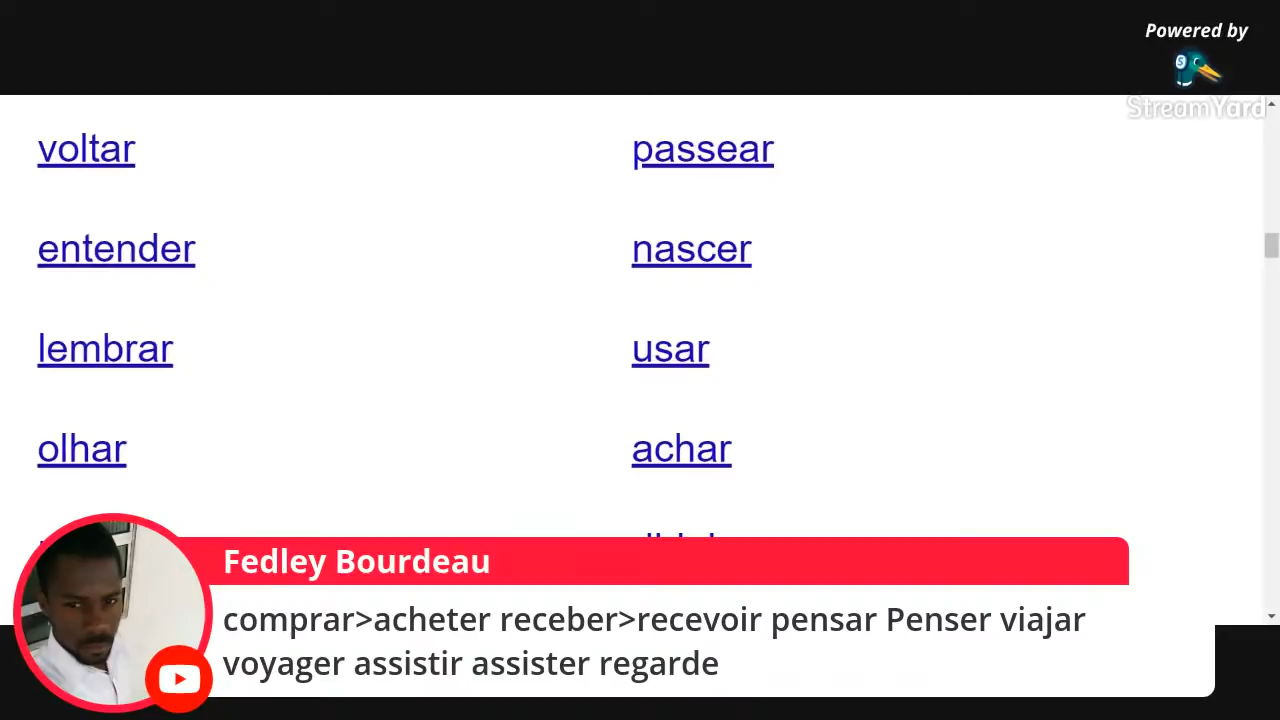 Powered by
StreamYard
voltar passear
entender nascer
lembrar usar
olhar achar
Fedley Bourdeau
comprar>acheter receber>recevoir pensar Penser viajar
voyager assistir assister regarde